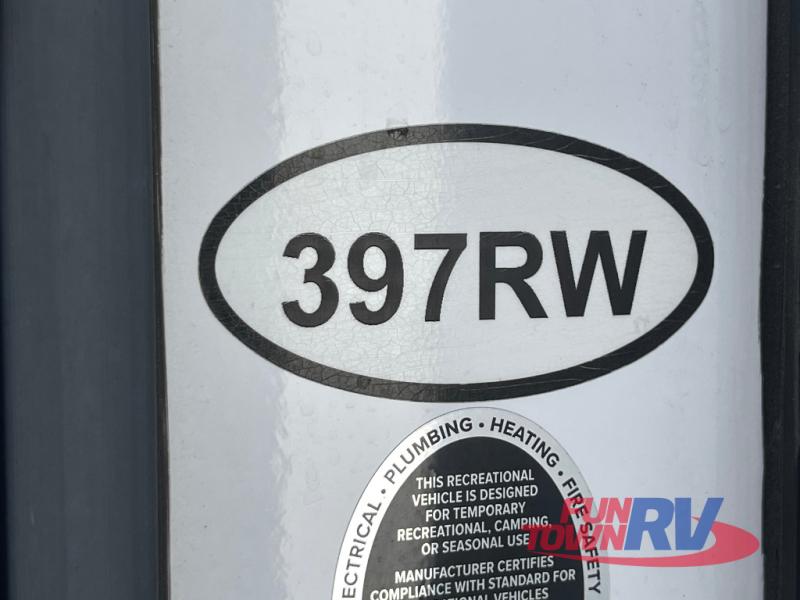 397RW
ELECTRICAL • PLUMBING • HEATING • FIRE SAFETY
THIS RECREATIONAL
VEHICLE IS DESIGNED
FOR TEMPORARY
RECREATIONAL, CAMPING,
OR SEASONAL USE
MANUFACTURER CERTIFIES
COMPLIANCE WITH STANDARD FOR
VEHICLES
FUN
TOWN RV